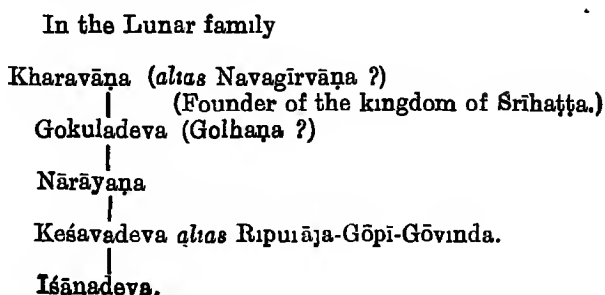 In the Lunar family
Kharavāṇa (alias Navagīrvāṇa ?)
(Founder of the kingdom of Śrīhaṭṭa.)
Gokuladeva (Golhaṇa ?)
Nārāyaṇa
Keśavadeva alias Ripurāja-Gōpī-Gōvinda.
Iśānadeva.